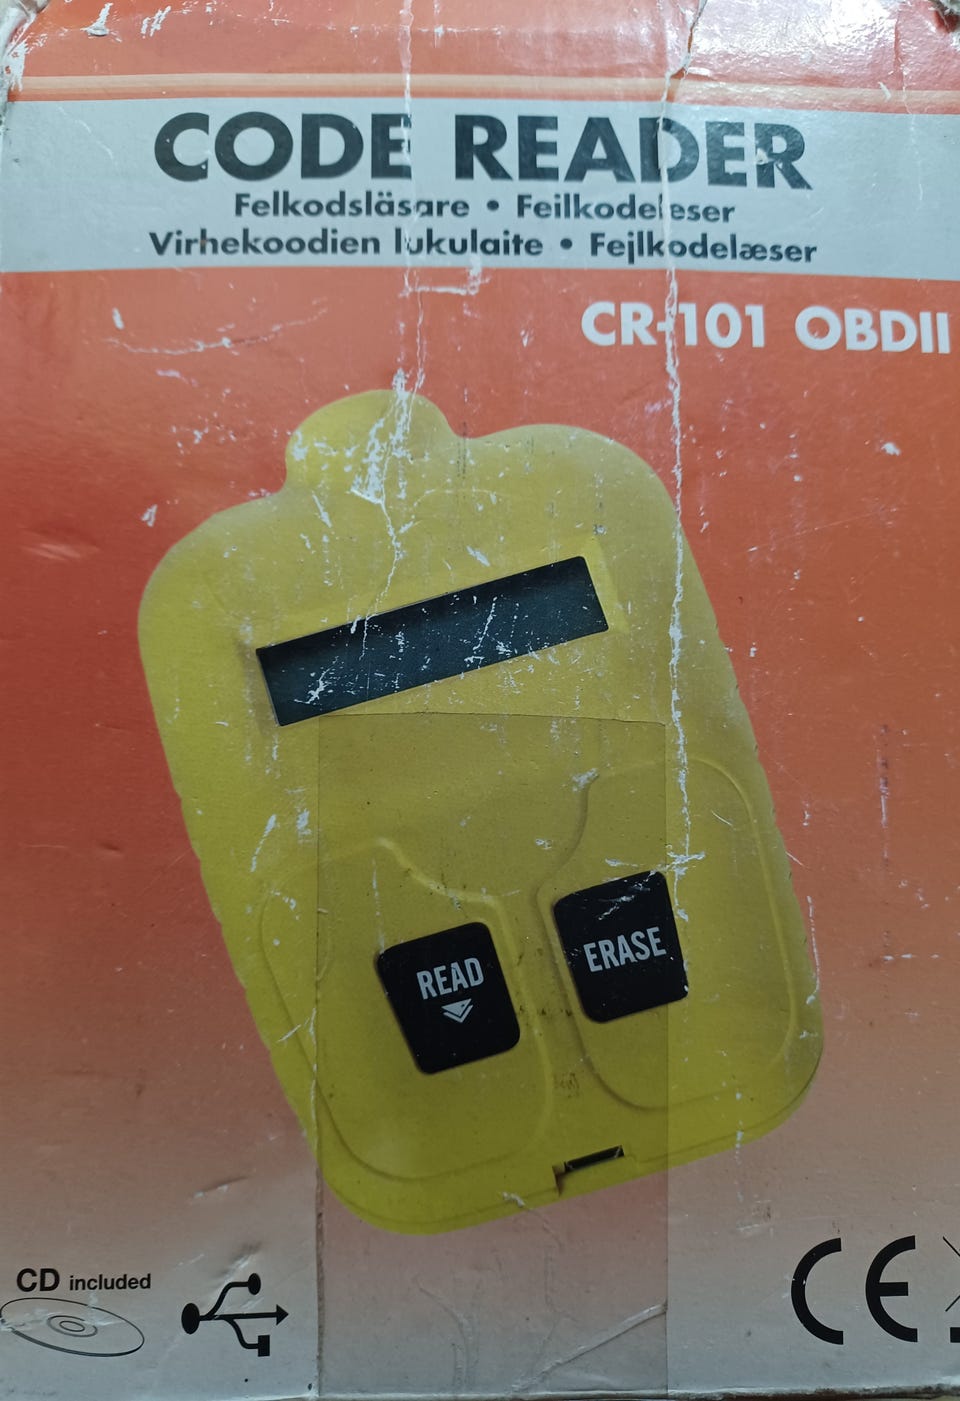 CODE READER
Felkodsläsare • Feilkodeleser
Virhekoodien lukulaite • Fejlkodelæser
CR-101 OBDII
READ
ERASE
CD included
CE